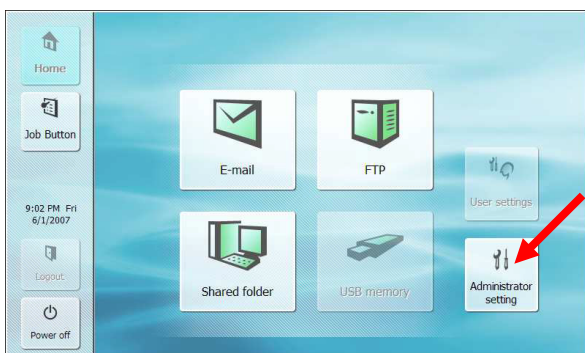 Home
Job Button
9:02 PM Fri
6/1/2007
Logout
Power off
E-mail
FTP
Shared folder
USB memory
User settings
Administrator
setting